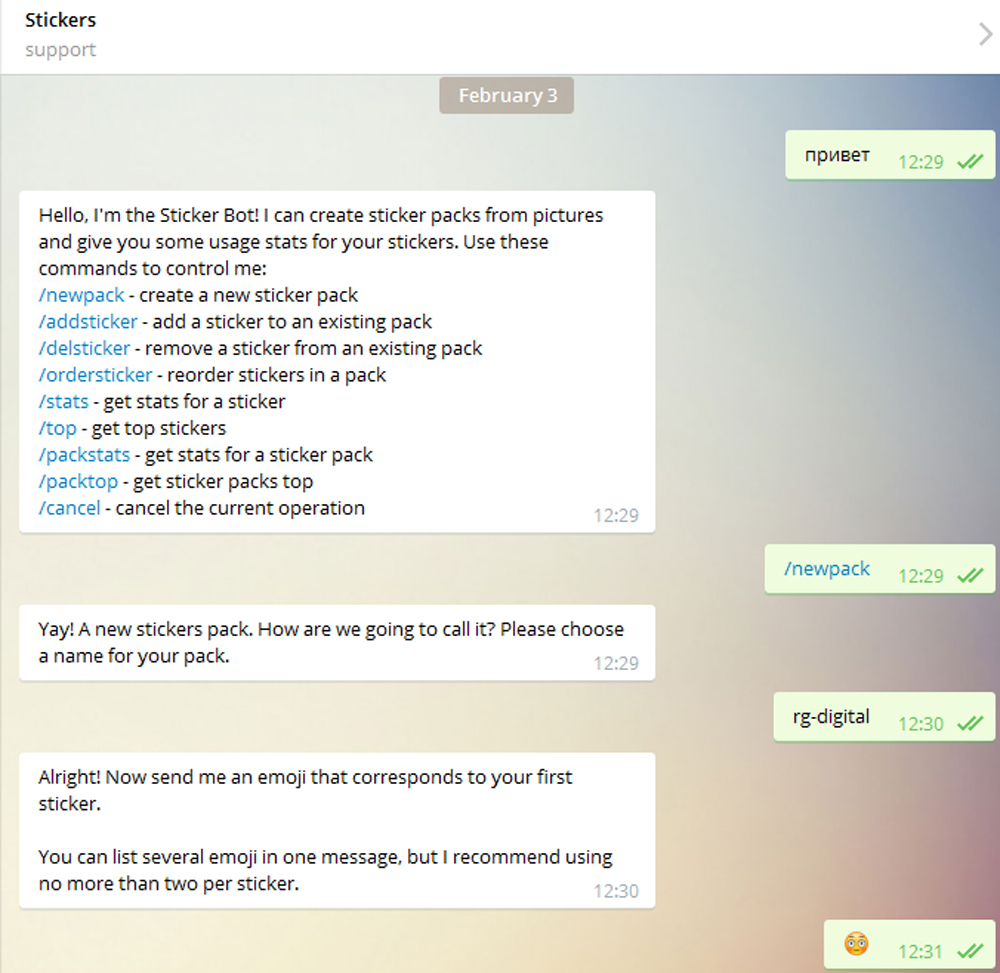 Stickers
support
February 3
привет 12:29
Hello, I'm the Sticker Bot! I can create sticker packs from pictures
and give you some usage stats for your stickers. Use these
commands to control me:
/newpack - create a new sticker pack
/addsticker - add a sticker to an existing pack
/delsticker - remove a sticker from an existing pack
/ordersticker - reorder stickers in a pack
/stats - get stats for a sticker
/top - get top stickers
/packstats - get stats for a sticker pack
/packtop - get sticker packs top
/cancel - cancel the current operation
12:29
/newpack 12:29
Yay! A new stickers pack. How are we going to call it? Please choose
a name for your pack.
12:29
rg-digital 12:30
Alright! Now send me an emoji that corresponds to your first
sticker.
You can list several emoji in one message, but I recommend using
no more than two per sticker.
12:30
😳 12:31